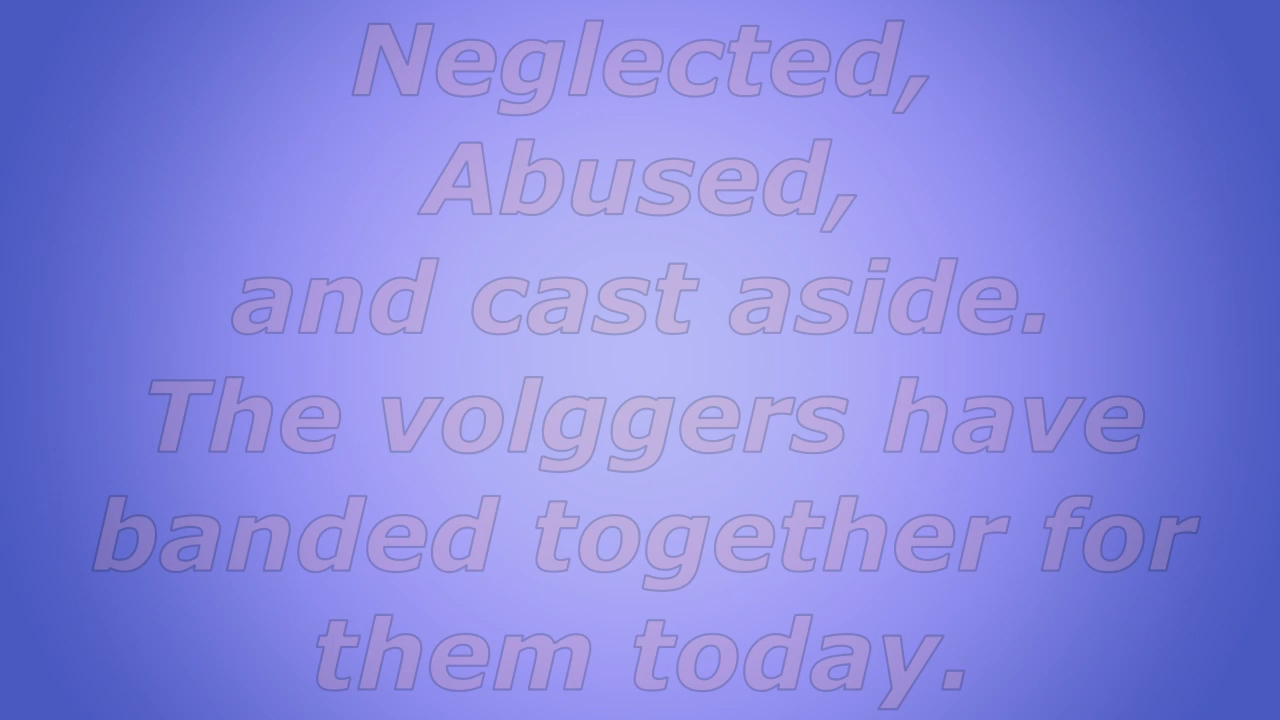 Neglected,
Abused,
and cast aside.
The volggers have
banded together for
them today.